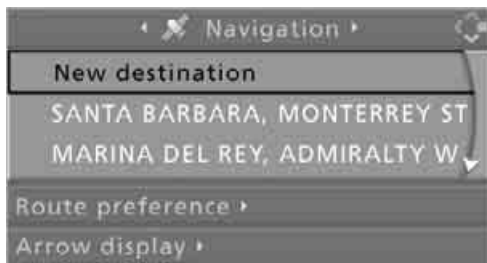 Navigation
New destination
SANTA BARBARA, MONTERREY ST
MARINA DEL REY, ADMIRALTY W
Route preference
Arrow display